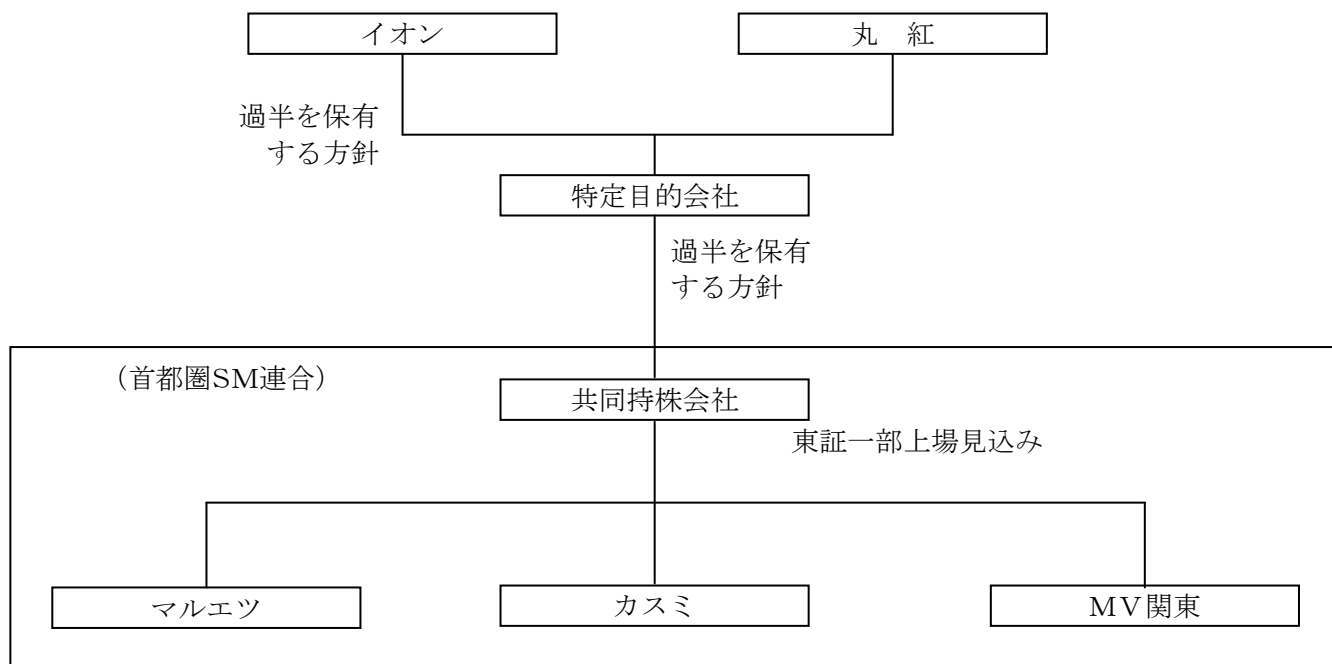 イオン
丸　紅
過半を保有
する方針
特定目的会社
過半を保有
する方針
（首都圏SM連合）
共同持株会社
東証一部上場見込み
マルエツ
カスミ
MV関東